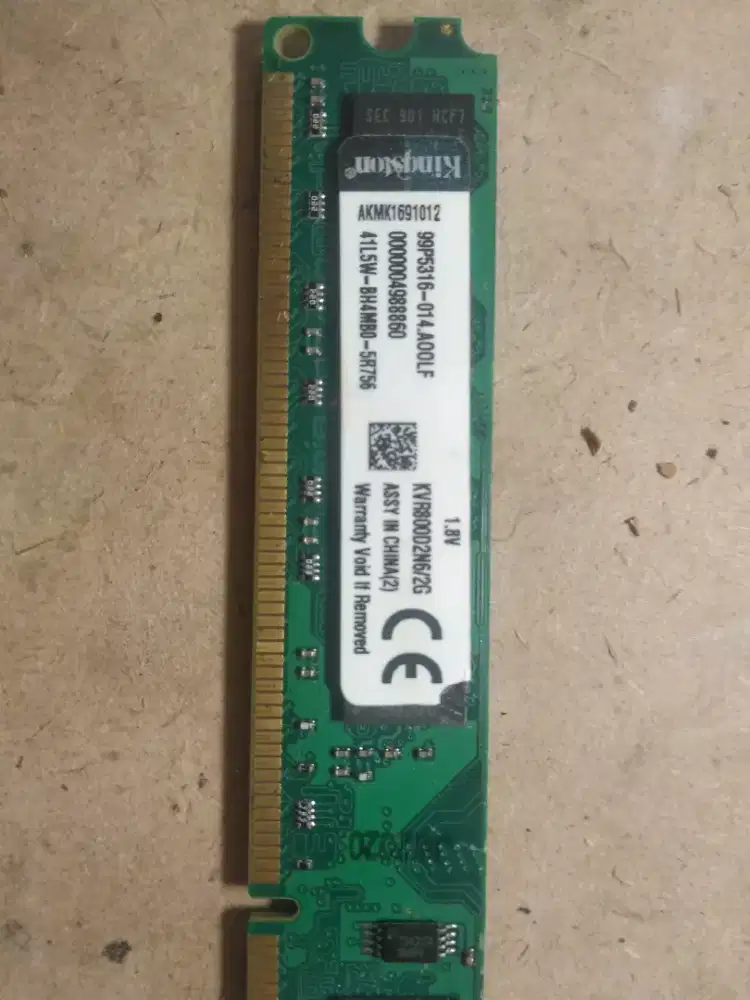 SEC 901 HCF7
Kingston
AKMK1691012
1.8V
99P5316-014.A00LF
KVR800D2N6/2G
0000004988860
ASSY IN CHINA(2)
41L5W-BH4MB0-5R756
Warranty Void If Removed
CE